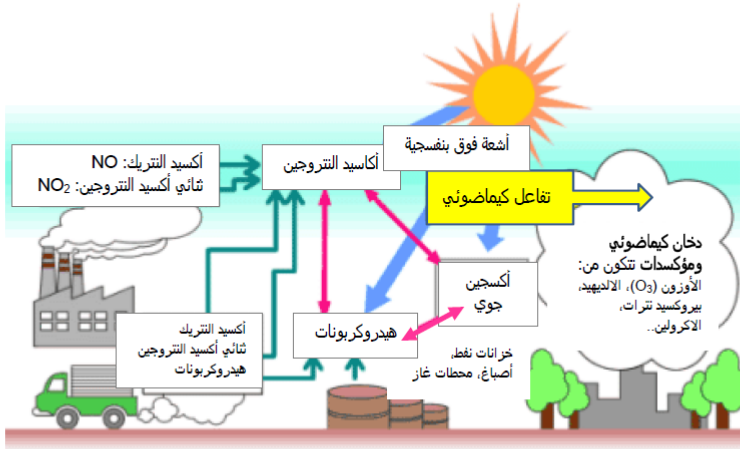 أشعة فوق بنفسجية
أكاسيد النتروجين
أكسيد النتريك: NO
ثنائي أكسيد النتروجين: NO₂
تفاعل كيماضوئي
دخان كيماضوئي
ومؤكسدات تتكون من:
الأوزون (O₃)، الالديهيد،
بيروكسيد نترات،
الاكرولين..
أكسجين
جوي
هيدروكربونات
أكسيد النتريك
ثنائي أكسيد النتروجين
هيدروكربونات
خزانات نفط،
أصباغ، محطات غاز